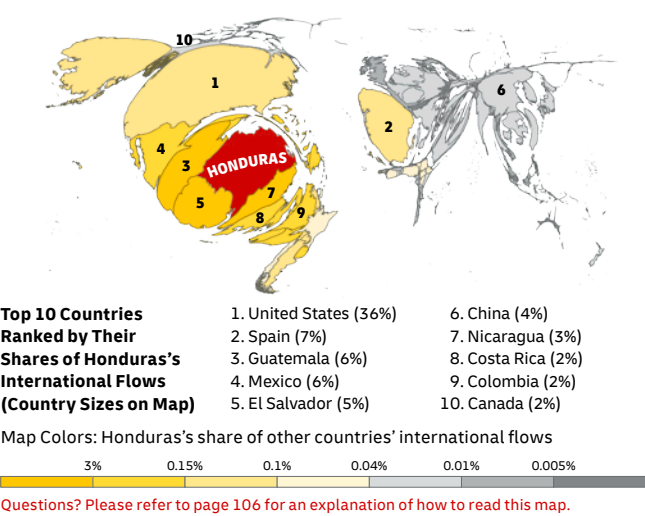 10
1
6
2
4
3
HONDURAS
5
7
8
9
Top 10 Countries
Ranked by Their
Shares of Honduras's
International Flows
(Country Sizes on Map)
1. United States (36%)
2. Spain (7%)
3. Guatemala (6%)
4. Mexico (6%)
5. El Salvador (5%)
6. China (4%)
7. Nicaragua (3%)
8. Costa Rica (2%)
9. Colombia (2%)
10. Canada (2%)
Map Colors: Honduras's share of other countries' international flows
3% 0.15% 0.1% 0.04% 0.01% 0.005%
Questions? Please refer to page 106 for an explanation of how to read this map.